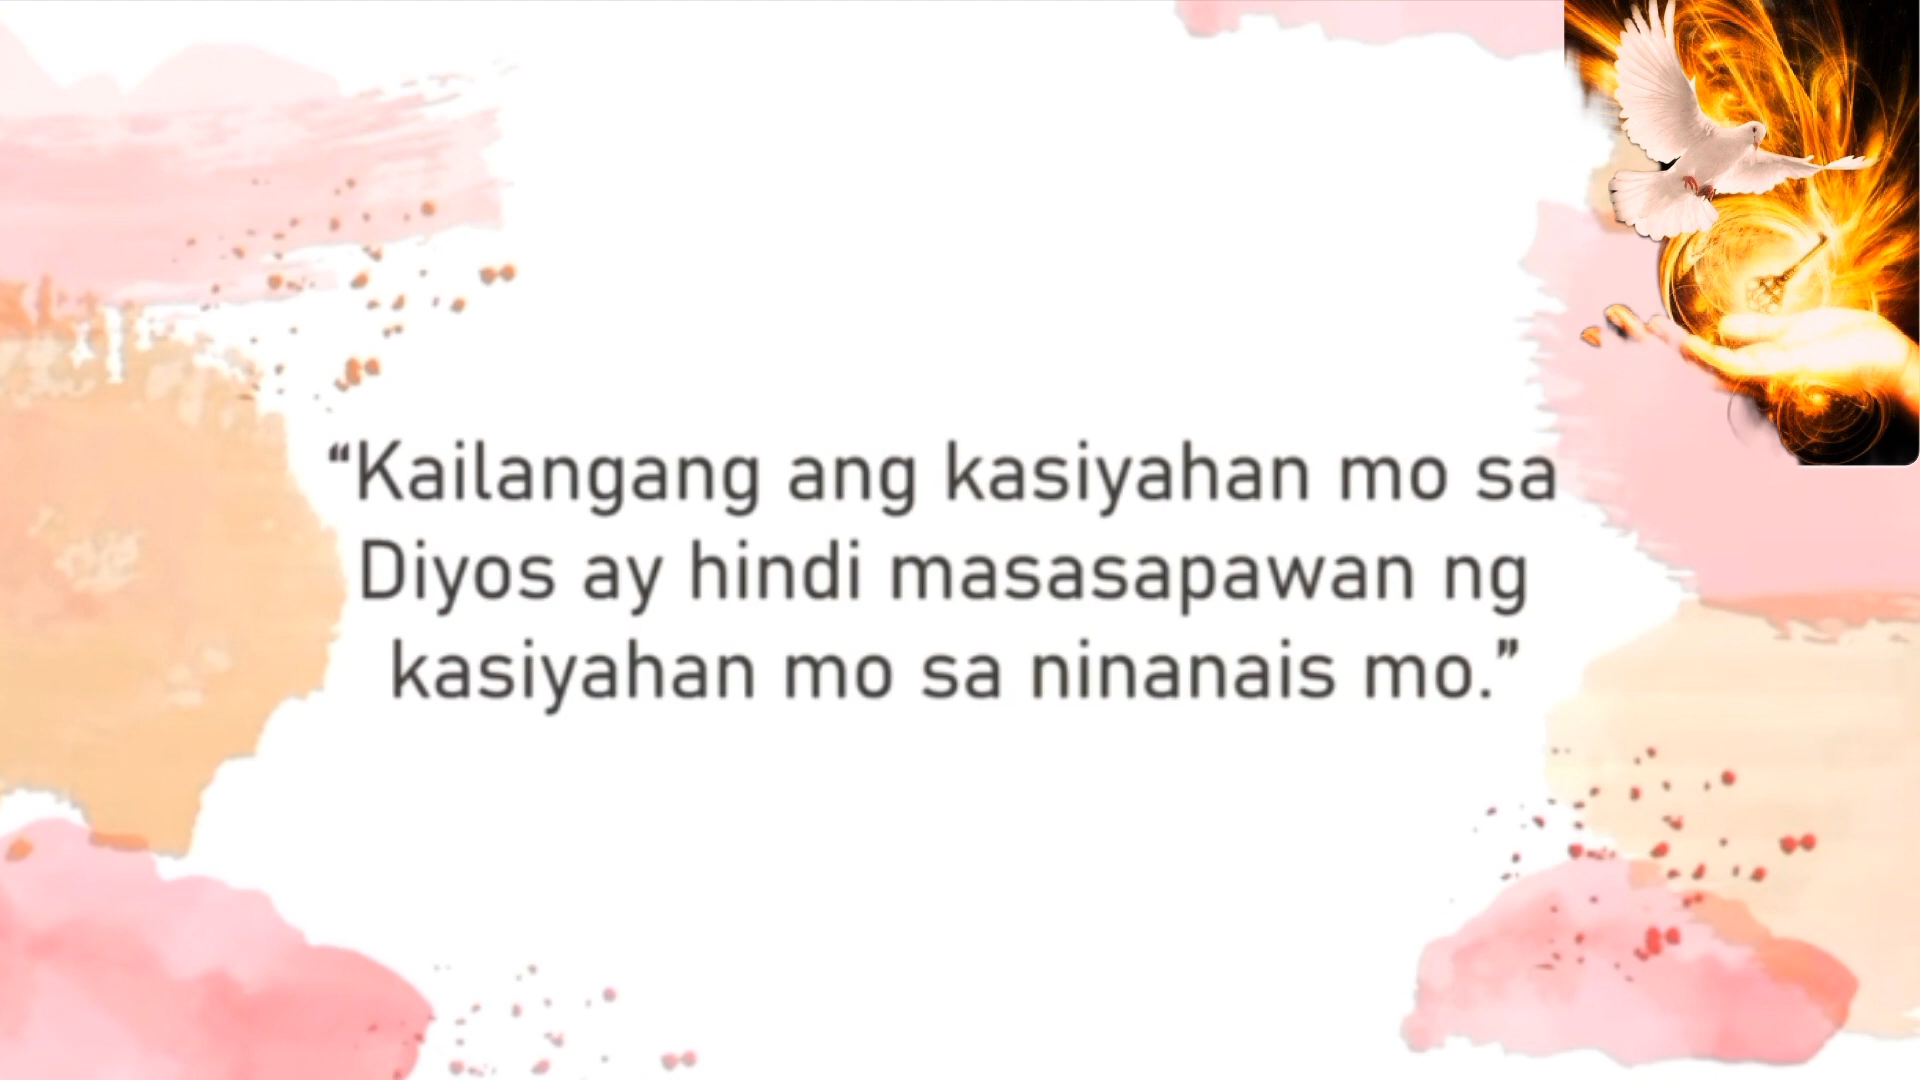 “Kailangang ang kasiyahan mo sa
Diyos ay hindi masasapawan ng
kasiyahan mo sa ninanais mo.”